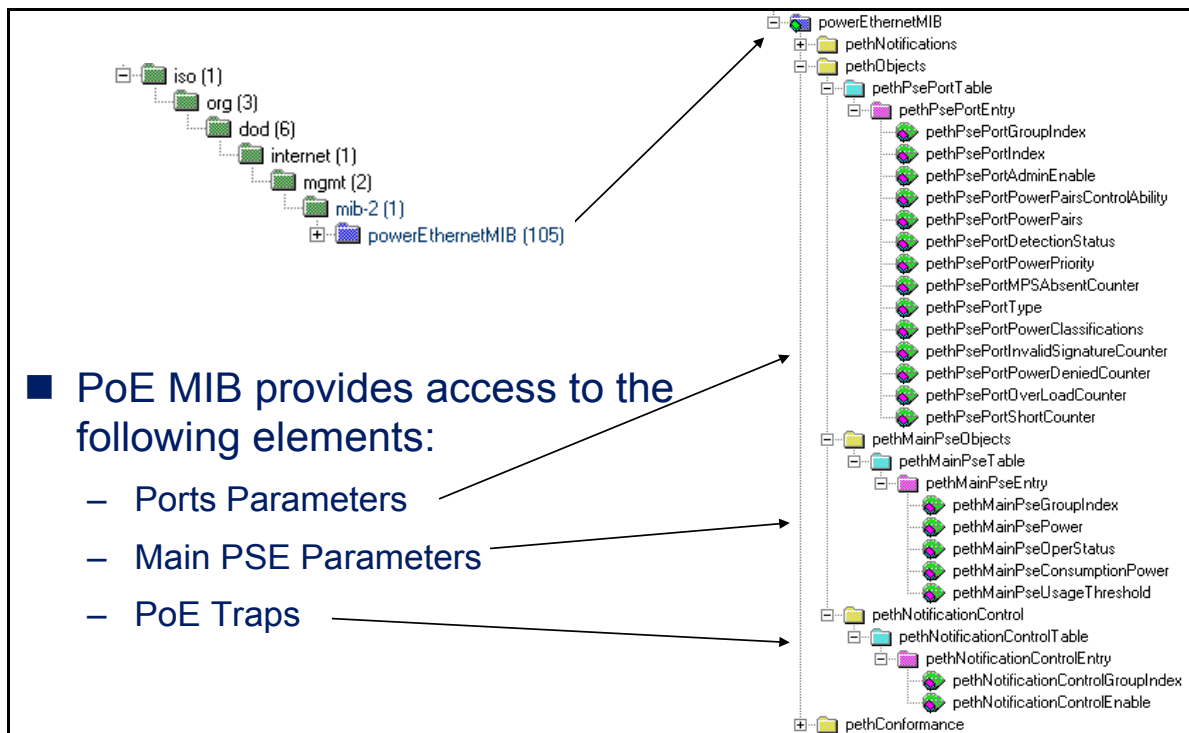 iso (1)
org (3)
dod (6)
internet (1)
mgmt (2)
mib-2 (1)
powerEthernetMIB (105)
■ PoE MIB provides access to the
following elements:
– Ports Parameters
– Main PSE Parameters
– PoE Traps
powerEthernetMIB
pethNotifications
pethObjects
pethPsePortTable
pethPsePortEntry
pethPsePortGroupIndex
pethPsePortIndex
pethPsePortAdminEnable
pethPsePortPowerPairsControlAbility
pethPsePortPowerPairs
pethPsePortDetectionStatus
pethPsePortPowerPriority
pethPsePortMPSAbsentCounter
pethPsePortType
pethPsePortPowerClassifications
pethPsePortInvalidSignatureCounter
pethPsePortPowerDeniedCounter
pethPsePortOverLoadCounter
pethPsePortShortCounter
pethMainPseObjects
pethMainPseTable
pethMainPseEntry
pethMainPseGroupIndex
pethMainPsePower
pethMainPseOperStatus
pethMainPseConsumptionPower
pethMainPseUsageThreshold
pethNotificationControl
pethNotificationControlTable
pethNotificationControlEntry
pethNotificationControlGroupIndex
pethNotificationControlEnable
pethConformance